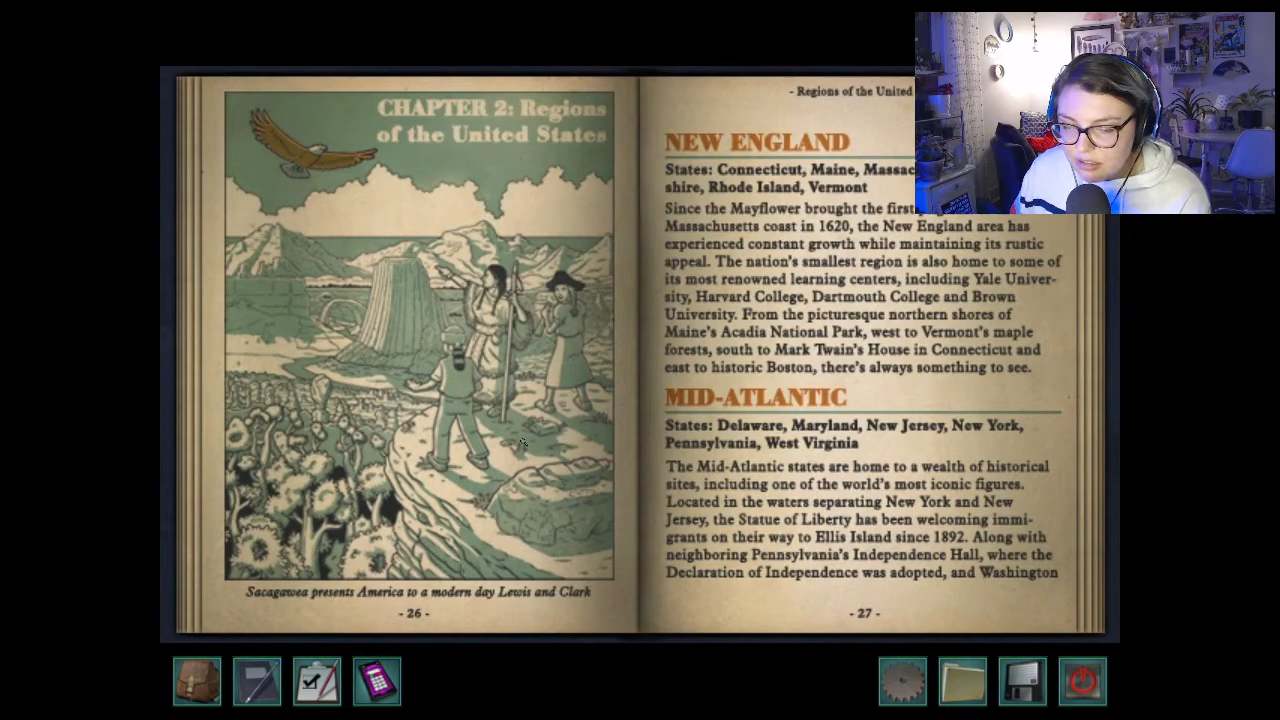 CHAPTER 2: Regions
of the United States
Sacagawea presents America to a modern day Lewis and Clark
- 26 -
- Regions of the United
NEW ENGLAND
States: Connecticut, Maine, Massac
shire, Rhode Island, Vermont
Since the Mayflower brought the first
Massachusetts coast in 1620, the New England area has
experienced constant growth while maintaining its rustic
appeal. The nation's smallest region is also home to some of
its most renowned learning centers, including Yale Univer-
sity, Harvard College, Dartmouth College and Brown
University. From the picturesque northern shores of
Maine's Acadia National Park, west to Vermont's maple
forests, south to Mark Twain's House in Connecticut and
east to historic Boston, there's always something to see.
MID-ATLANTIC
States: Delaware, Maryland, New Jersey, New York,
Pennsylvania, West Virginia
The Mid-Atlantic states are home to a wealth of historical
sites, including one of the world's most iconic figures.
Located in the waters separating New York and New
Jersey, the Statue of Liberty has been welcoming immi-
grants on their way to Ellis Island since 1892. Along with
neighboring Pennsylvania's Independence Hall, where the
Declaration of Independence was adopted, and Washington
- 27 -